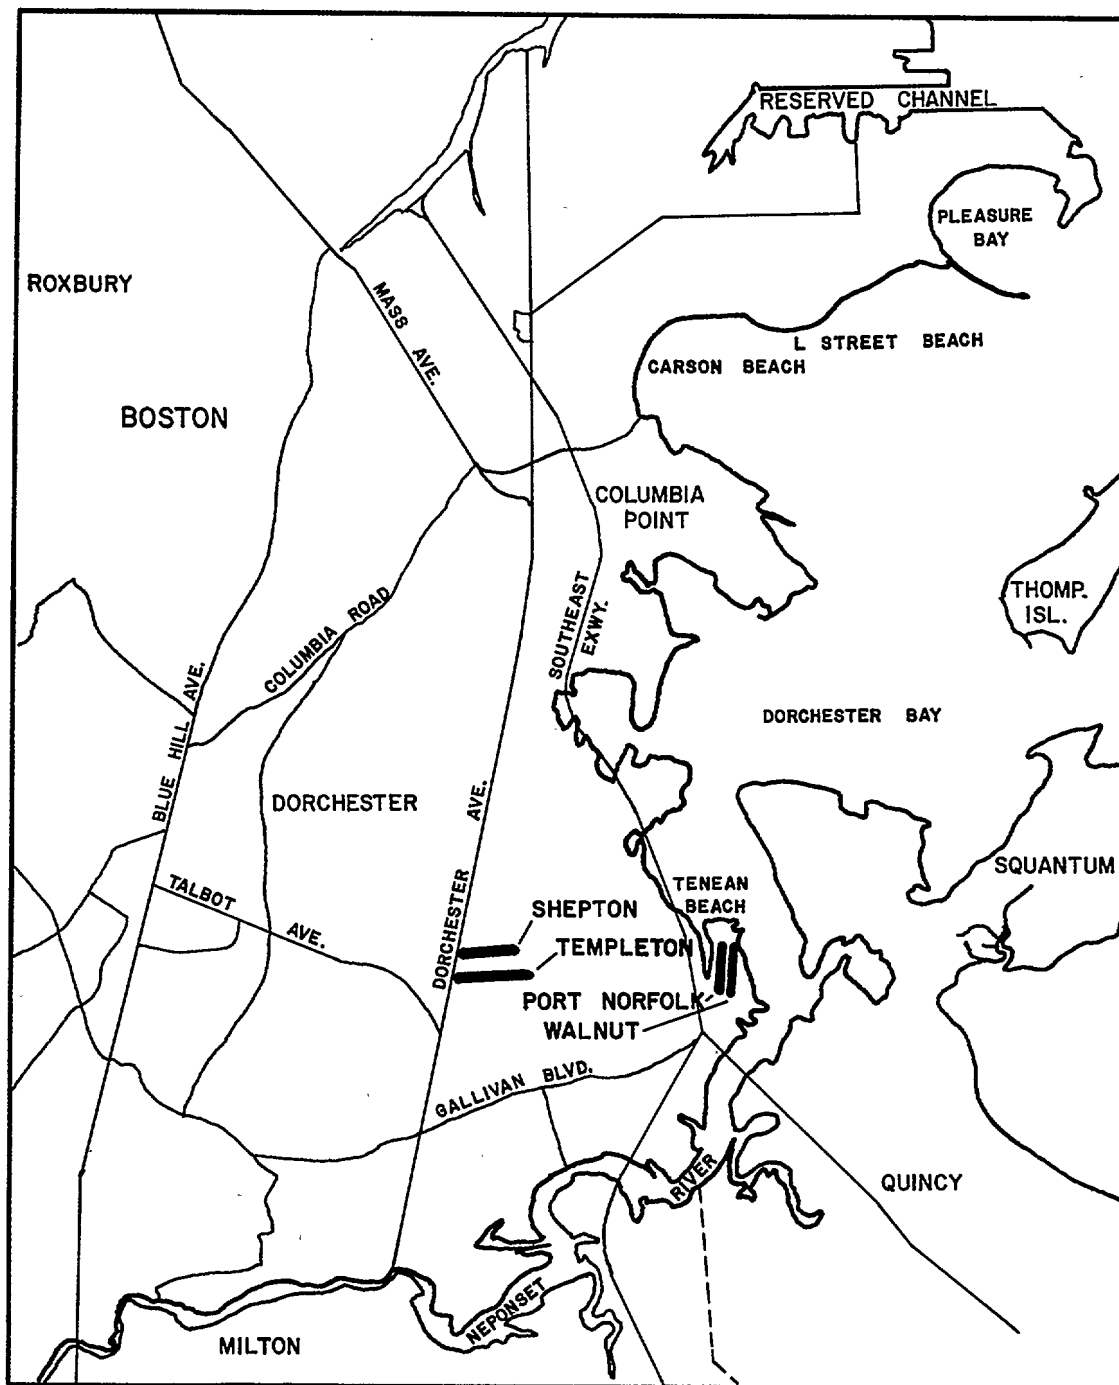 RESERVED CHANNEL
PLEASURE
BAY
ROXBURY
MASS AVE.
L STREET BEACH
CARSON BEACH
BOSTON
COLUMBIA
POINT
THOMP.
ISL.
COLUMBIA ROAD
SOUTHEAST
EXWY.
BLUE HILL AVE.
DORCHESTER BAY
DORCHESTER
DORCHESTER AVE.
SQUANTUM
TALBOT AVE.
TENEAN
BEACH
SHEPTON
TEMPLETON
PORT NORFOLK
WALNUT
GALLIVAN BLVD.
RIVER
QUINCY
NEPONSET
MILTON